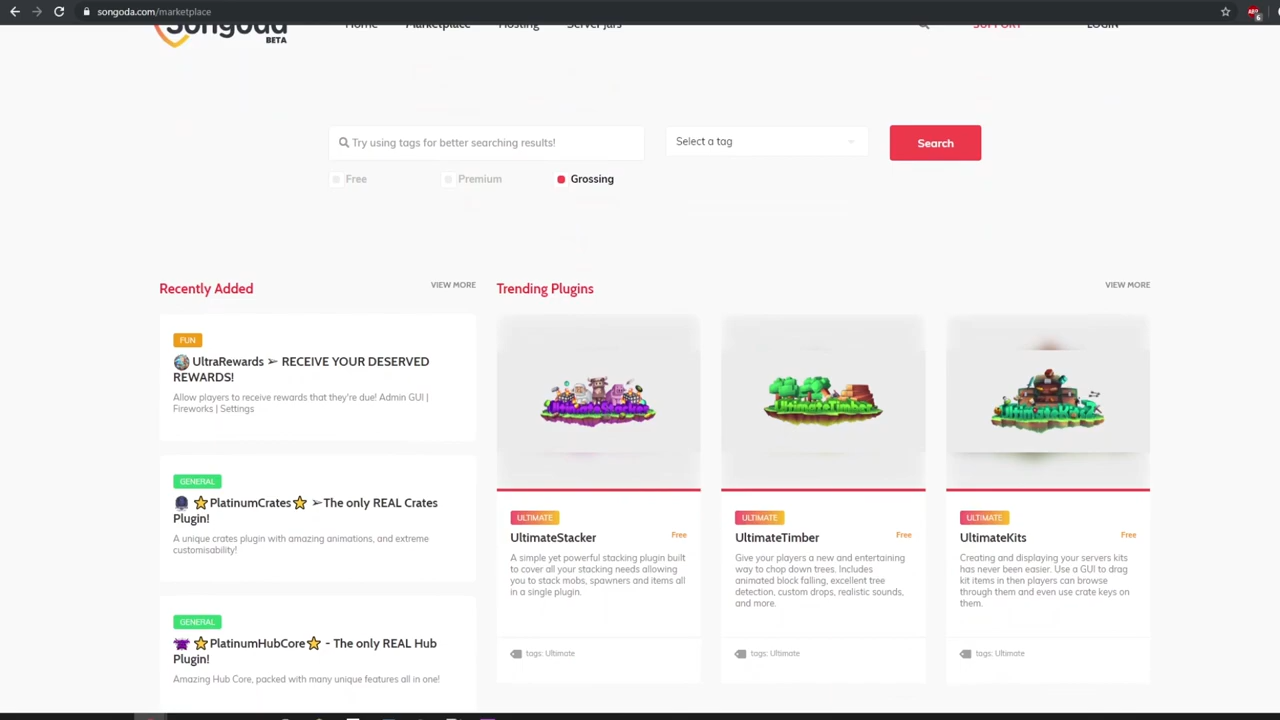 songoda.com/marketplace
ABP
6
Songoda
BETA
Home
Marketplace
Hosting
Server Jars
SUPPORT
LOGIN
Try using tags for better searching results!
Select a tag
Search
Free
Premium
Grossing
Recently Added
VIEW MORE
Trending Plugins
VIEW MORE
FUN
UltraRewards ➢ RECEIVE YOUR DESERVED
REWARDS!
Allow players to receive rewards that they're due! Admin GUI |
Fireworks | Settings
GENERAL
⭐PlatinumCrates⭐ ➢The only REAL Crates
Plugin!
A unique crates plugin with amazing animations, and extreme
customisability!
GENERAL
⭐PlatinumHubCore⭐ - The only REAL Hub
Plugin!
Amazing Hub Core, packed with many unique features all in one!
UltimateStacker
ULTIMATE
UltimateStacker
Free
A simple yet powerful stacking plugin built
to cover all your stacking needs allowing
you to stack mobs, spawners and items all
in a single plugin.
tags: Ultimate
UltimateTimber
ULTIMATE
UltimateTimber
Free
Give your players a new and entertaining
way to chop down trees. Includes
animated block falling, excellent tree
detection, custom drops, realistic sounds,
and more.
tags: Ultimate
UltimateKits
ULTIMATE
UltimateKits
Free
Creating and displaying your servers kits
has never been easier. Use a GUI to drag
kit items in then players can browse
through them and even use crate keys on
them.
tags: Ultimate